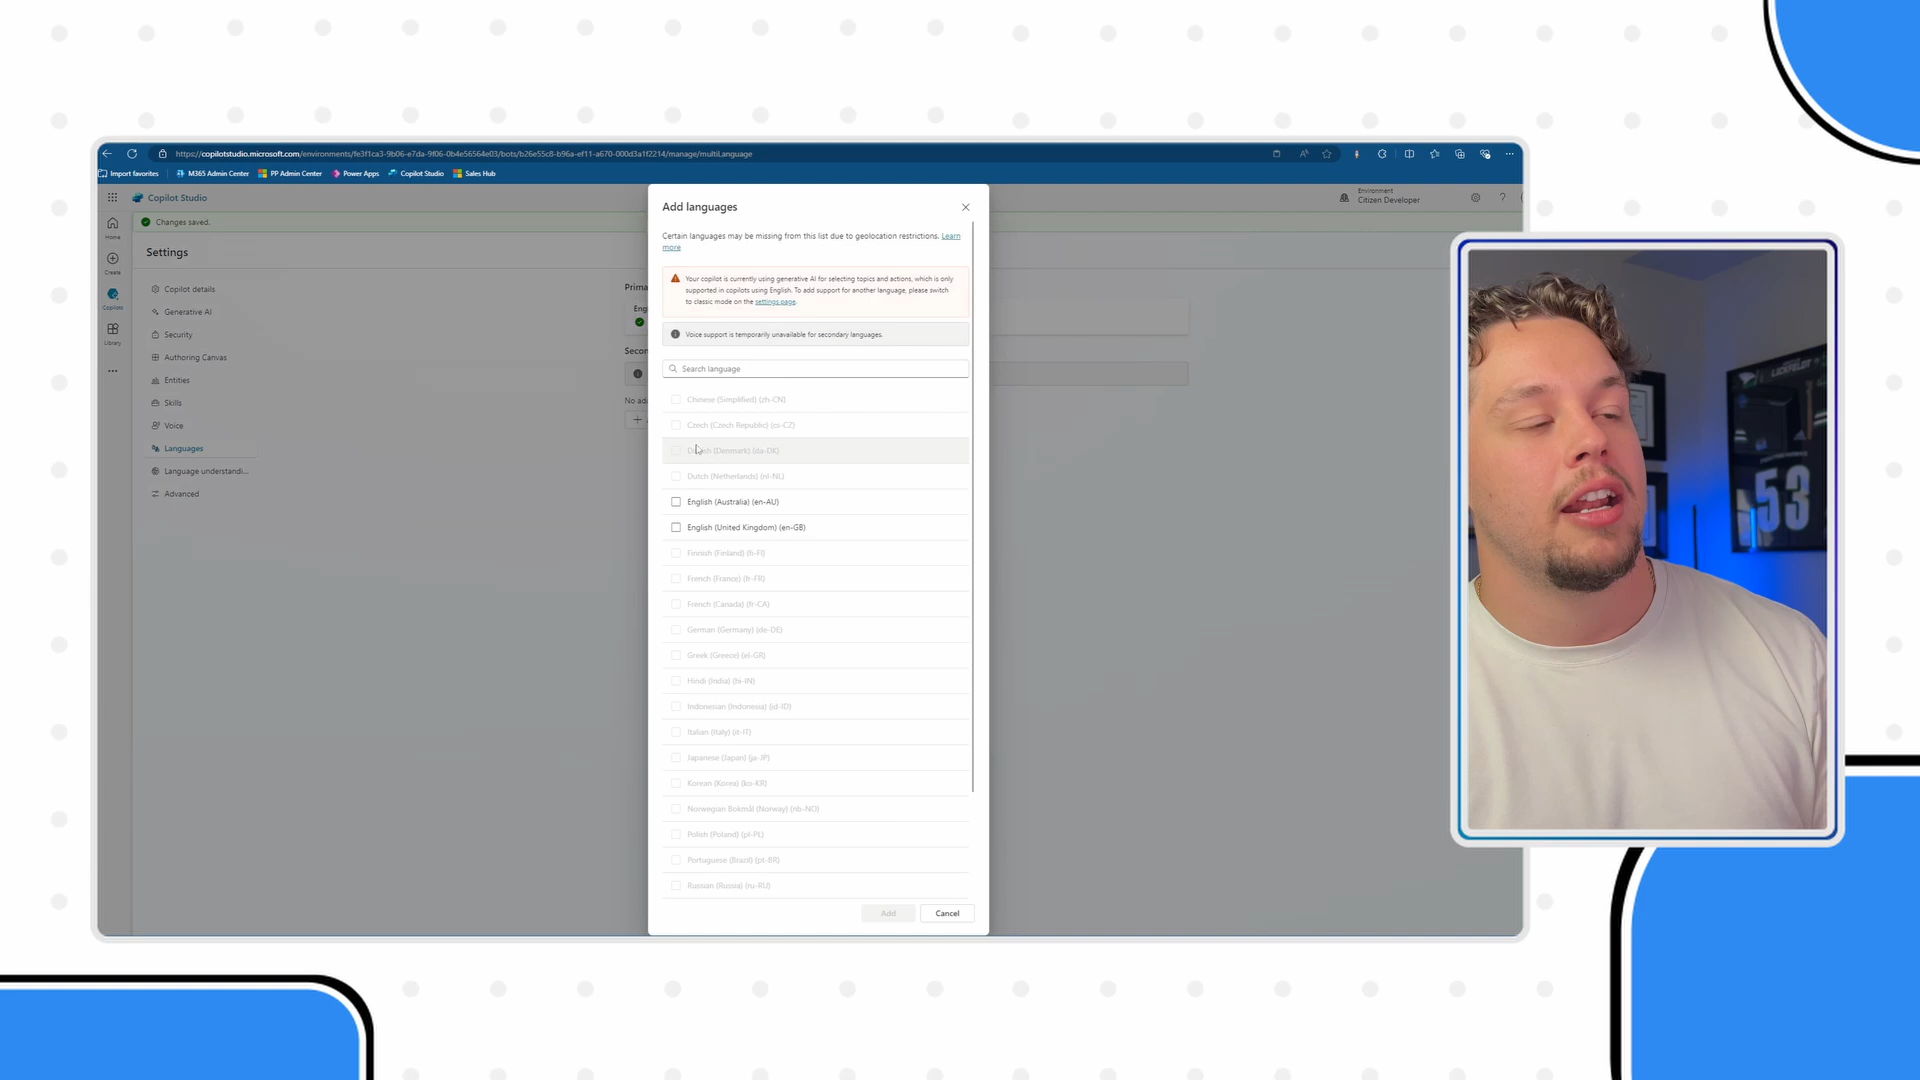 https://copilotstudio.microsoft.com/environments/fe3f1ca3-9b06-e7da-9f06-0b4e56564e03/bots/b26e55c8-b96a-ef11-a670-000d3a1f2214/manage/multiLanguage
Import favorites
M365 Admin Center
PP Admin Center
Power Apps
Copilot Studio
Sales Hub
Copilot Studio
Environment
Citizen Developer
?
Changes saved.
Home
Create
Copilots
Library
Settings
Copilot details
Generative AI
Security
Authoring Canvas
Entities
Skills
Voice
Languages
Language understandi...
Advanced
Prima
Eng
Secon
No ad
Add languages
Certain languages may be missing from this list due to geolocation restrictions. Learn
more
Your copilot is currently using generative AI for selecting topics and actions, which is only
supported in copilots using English. To add support for another language, please switch
to classic mode on the settings page.
Voice support is temporarily unavailable for secondary languages.
Search language
Chinese (Simplified) (zh-CN)
Czech (Czech Republic) (cs-CZ)
(Denmark) (da-DK)
Dutch (Netherlands) (nl-NL)
English (Australia) (en-AU)
English (United Kingdom) (en-GB)
Finnish (Finland) (fi-FI)
French (France) (fr-FR)
French (Canada) (fr-CA)
German (Germany) (de-DE)
Greek (Greece) (el-GR)
Hindi (India) (hi-IN)
Indonesian (Indonesia) (id-ID)
Italian (Italy) (it-IT)
Japanese (Japan) (ja-JP)
Korean (Korea) (ko-KR)
Norwegian Bokmål (Norway) (nb-NO)
Polish (Poland) (pl-PL)
Portuguese (Brazil) (pt-BR)
Russian (Russia) (ru-RU)
Add
Cancel
53